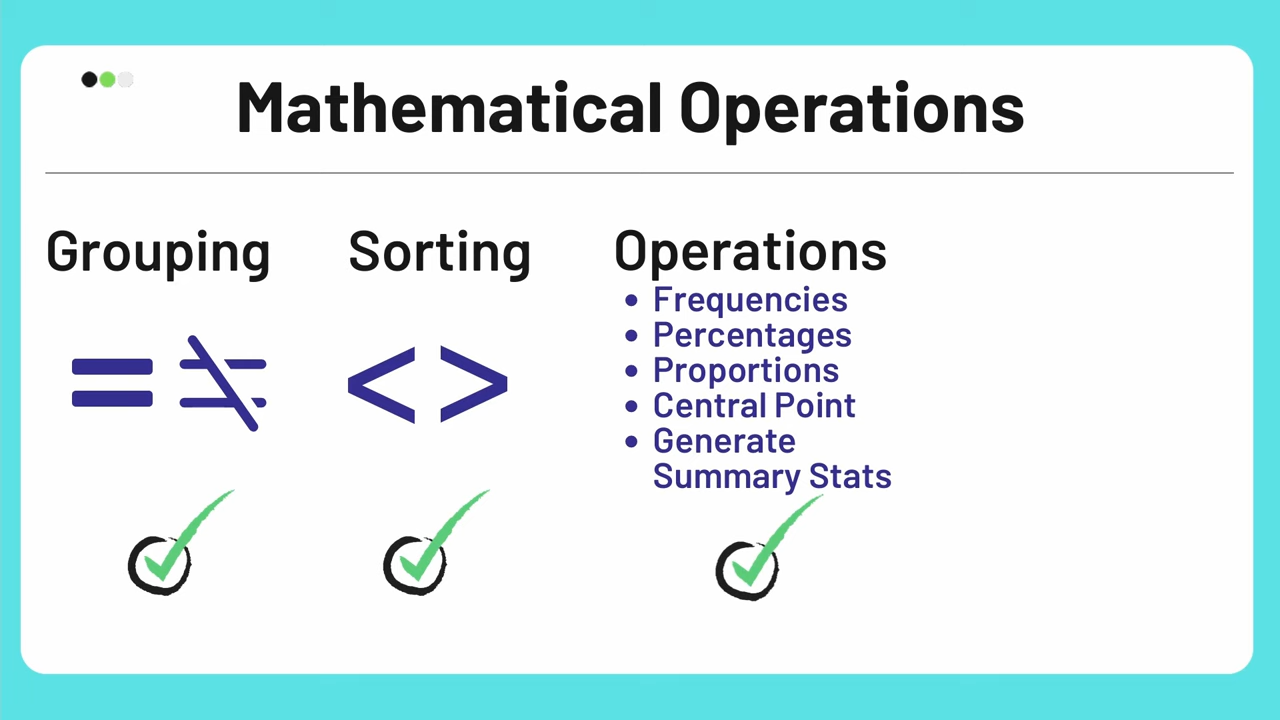 Mathematical Operations
Grouping
Sorting
Operations
• Frequencies
• Percentages
• Proportions
• Central Point
• Generate
Summary Stats
= ≠
< >